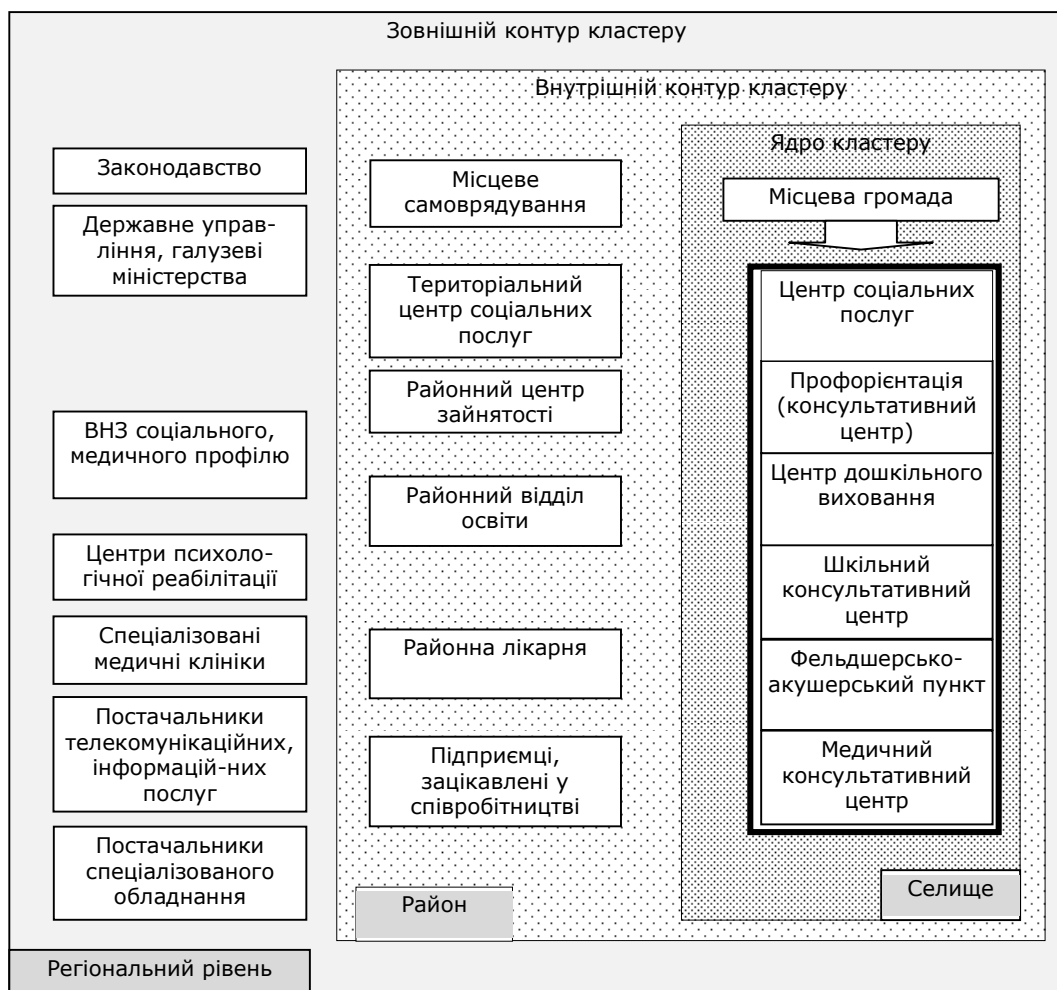 Зовнішній контур кластеру
Внутрішній контур кластеру
Ядро кластеру
Законодавство
Державне управ-
ління, галузеві
міністерства
ВНЗ соціального,
медичного профілю
Центри психоло-
гічної реабілітації
Спеціалізовані
медичні клініки
Постачальники
телекомунікаційних,
інформацій-них
послуг
Постачальники
спеціалізованого
обладнання
Регіональний рівень
Місцеве
самоврядування
Територіальний
центр соціальних
послуг
Районний центр
зайнятості
Районний відділ
освіти
Районна лікарня
Підприємці,
зацікавлені у
співробітництві
Район
Місцева громада
Центр соціальних
послуг
Профорієнтація
(консультативний
центр)
Центр дошкільного
виховання
Шкільний
консультативний
центр
Фельдшерсько-
акушерський пункт
Медичний
консультативний
центр
Селище